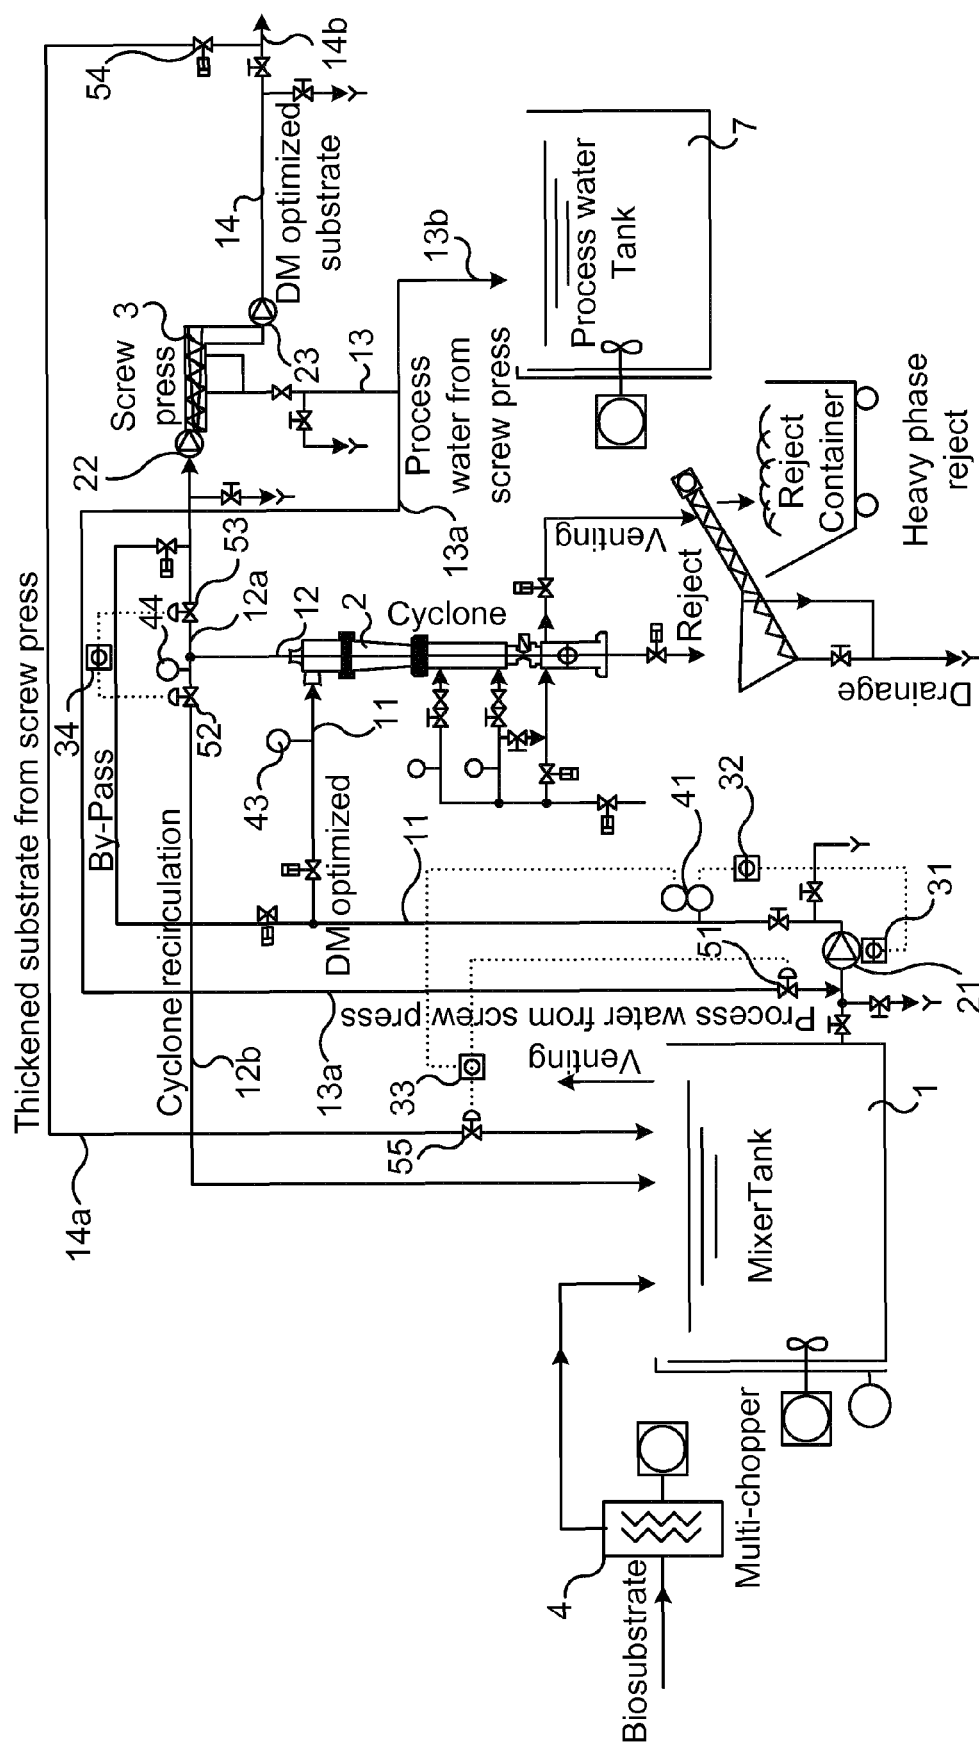 Thickened substrate from screw press
14a
54
14b
By-Pass
34
44
53
22
Screw
press
3
14
DM optimized
substrate
Cyclone recirculation
12b
52
12a
23
13
13a
43
11
DM optimized
12
2
Cyclone
13a
Process
water from
screw press
13b
33
55
Process water from screw press
51
11
41
32
31
21
Venting
Venting
Reject
Process water
Tank
7
Reject
Container
Heavy phase
reject
Drainage
MixerTank
1
4
Biosubstrate
Multi-chopper